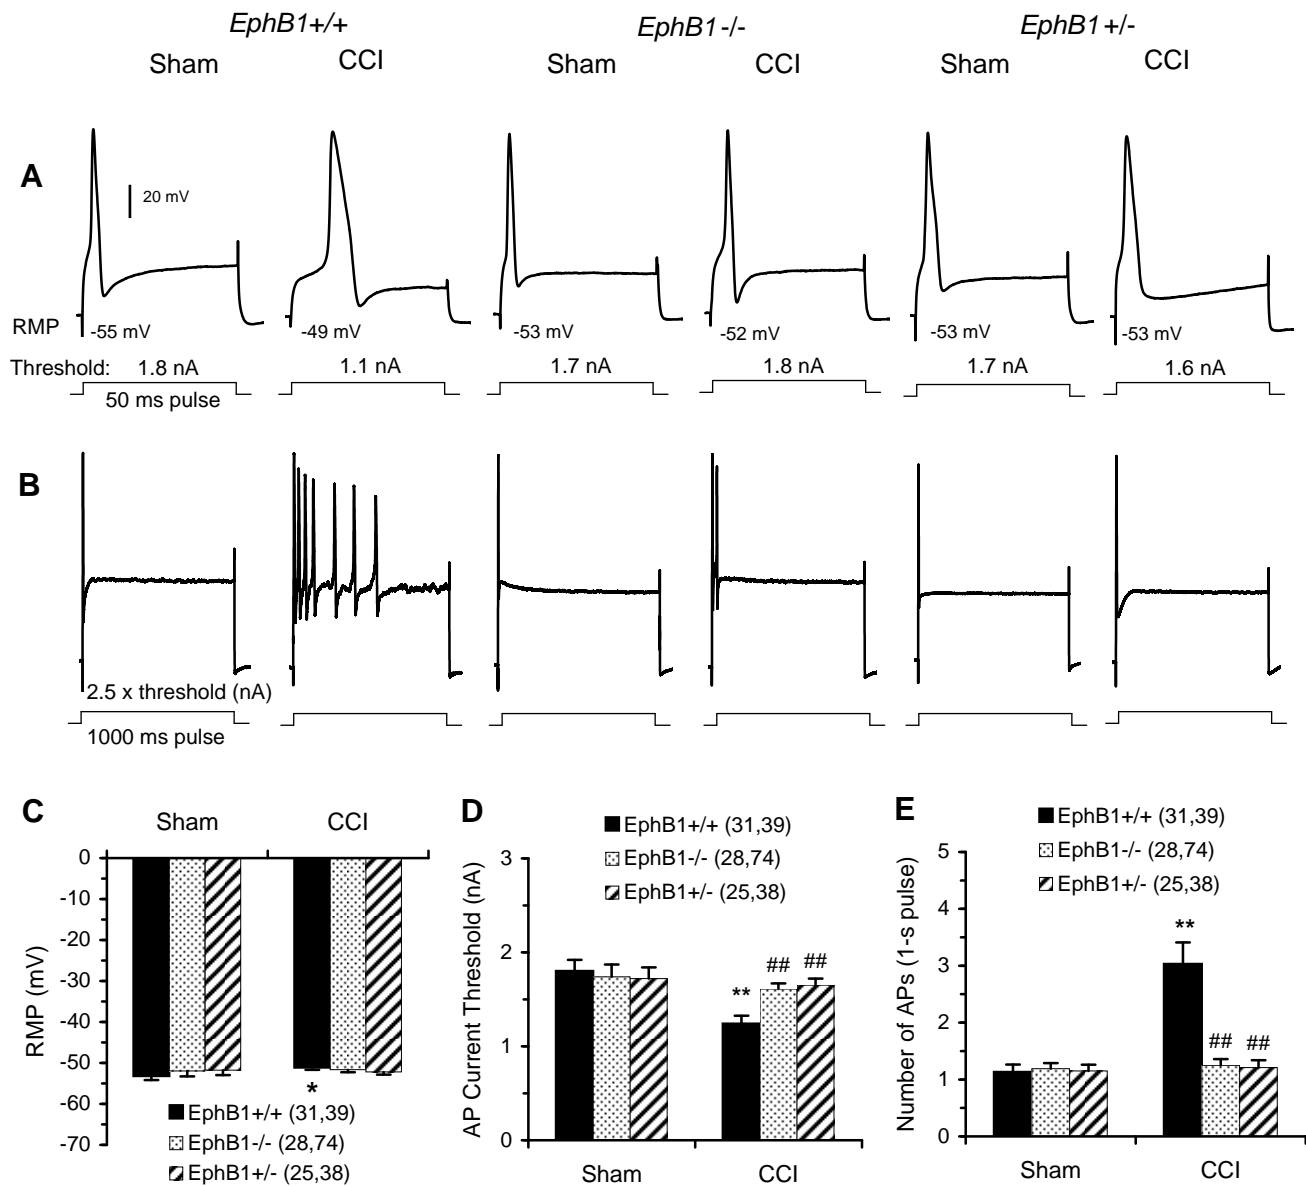 EphB1+/+ EphB1-/- EphB1+/-
Sham CCI Sham CCI Sham CCI
A
20 mV
RMP -55 mV -49 mV -53 mV -52 mV -53 mV -53 mV
Threshold: 1.8 nA 1.1 nA 1.7 nA 1.8 nA 1.7 nA 1.6 nA
50 ms pulse
B
2.5 x threshold (nA)
1000 ms pulse
C
Sham CCI
RMP (mV)
0
-10
-20
-30
-40
-50
-60
-70
*
EphB1+/+ (31,39)
EphB1-/- (28,74)
EphB1+/- (25,38)
D
EphB1+/+ (31,39)
EphB1-/- (28,74)
EphB1+/- (25,38)
AP Current Threshold (nA)
3
2
1
0
** ## ##
Sham CCI
E
EphB1+/+ (31,39)
EphB1-/- (28,74)
EphB1+/- (25,38)
Number of APs (1-s pulse)
5
4
3
2
1
0
** ## ##
Sham CCI